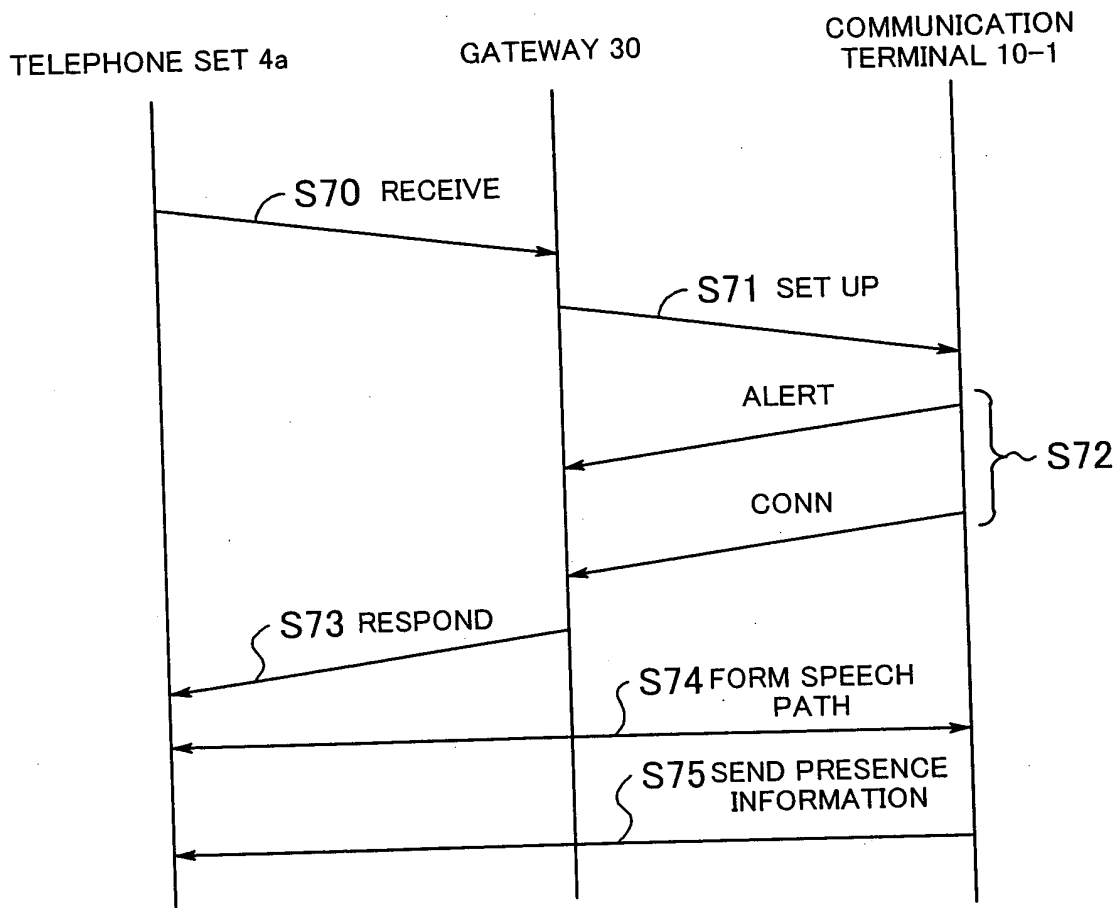 TELEPHONE SET 4a
GATEWAY 30
COMMUNICATION
TERMINAL 10-1
S70 RECEIVE
S71 SET UP
ALERT
S72
CONN
S73 RESPOND
S74 FORM SPEECH
PATH
S75 SEND PRESENCE
INFORMATION